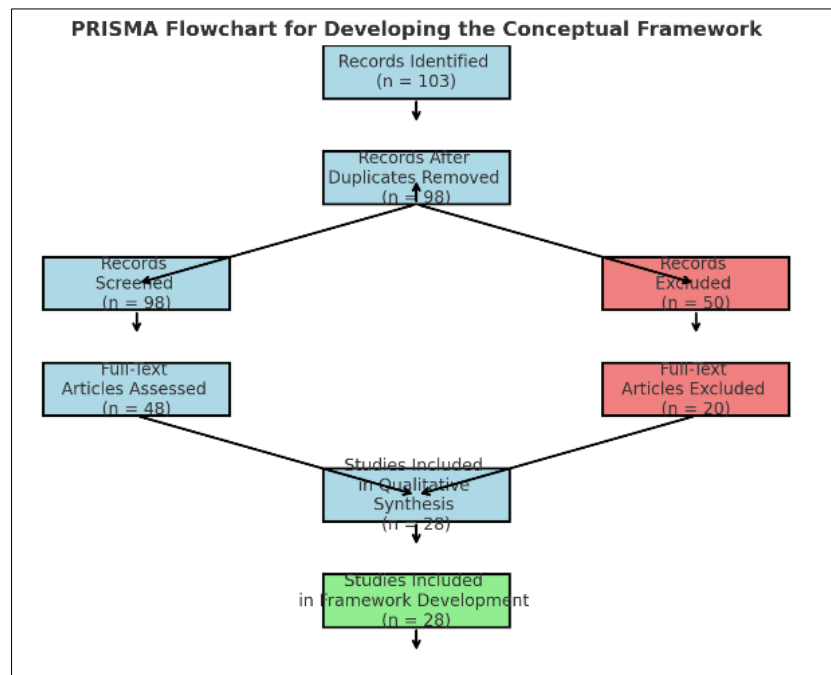 PRISMA Flowchart for Developing the Conceptual Framework
Records Identified
(n = 103)
Records After
Duplicates Removed
(n = 98)
Records
Screened
(n = 98)
Records
Excluded
(n = 50)
Full-Text
Articles Assessed
(n = 48)
Full-Text
Articles Excluded
(n = 20)
Studies Included
in Qualitative
Synthesis
(n = 28)
Studies Included
in Framework Development
(n = 28)